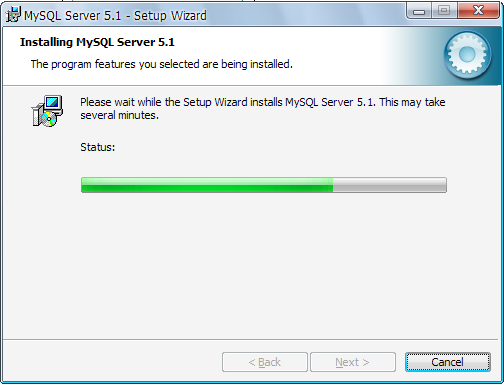 MySQL Server 5.1 - Setup Wizard
Installing MySQL Server 5.1
The program features you selected are being installed.
Please wait while the Setup Wizard installs MySQL Server 5.1. This may take
several minutes.
Status:
< Back Next > Cancel